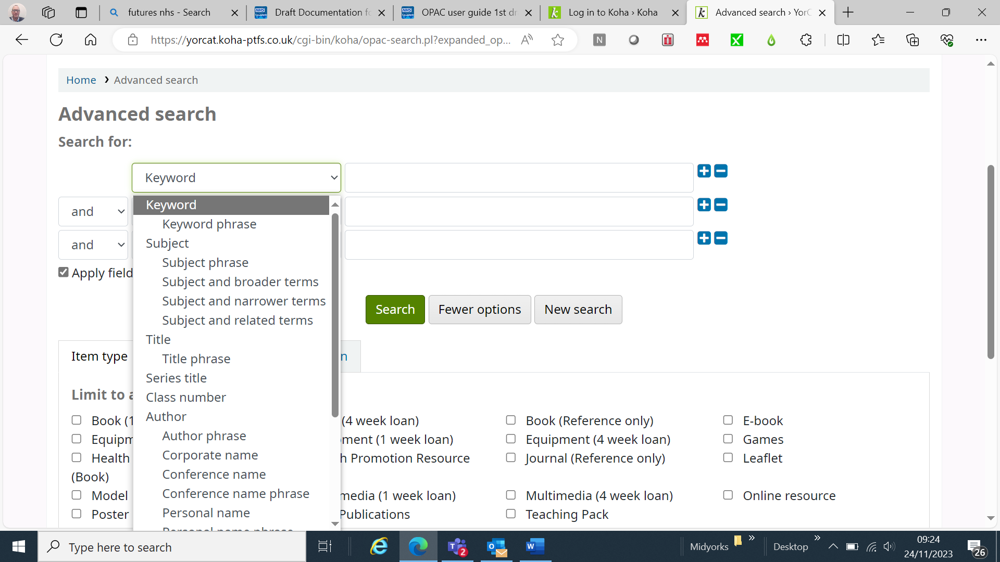 futures nhs - Search
Draft Documentation fo
OPAC user guide 1st dr
Log in to Koha › Koha
Advanced search › YorC
https://yorcat.koha-ptfs.co.uk/cgi-bin/koha/opac-search.pl?expanded_op...
Home › Advanced search
Advanced search
Search for:
Keyword
and
and
Keyword
Keyword phrase
Subject
Subject phrase
Subject and broader terms
Subject and narrower terms
Subject and related terms
Title
Title phrase
Series title
Class number
Author
Author phrase
Corporate name
Conference name
Conference name phrase
Personal name
Personal name phrase
Apply field
Search Fewer options New search
Item type n
Limit to a
Book (1 (4 week loan) Book (Reference only) E-book
Equipm pment (1 week loan) Equipment (4 week loan) Games
Health h Promotion Resource Journal (Reference only) Leaflet
(Book)
Model media (1 week loan) Multimedia (4 week loan) Online resource
Poster Publications Teaching Pack
Type here to search
2
Midyorks
Desktop
09:24
24/11/2023
26